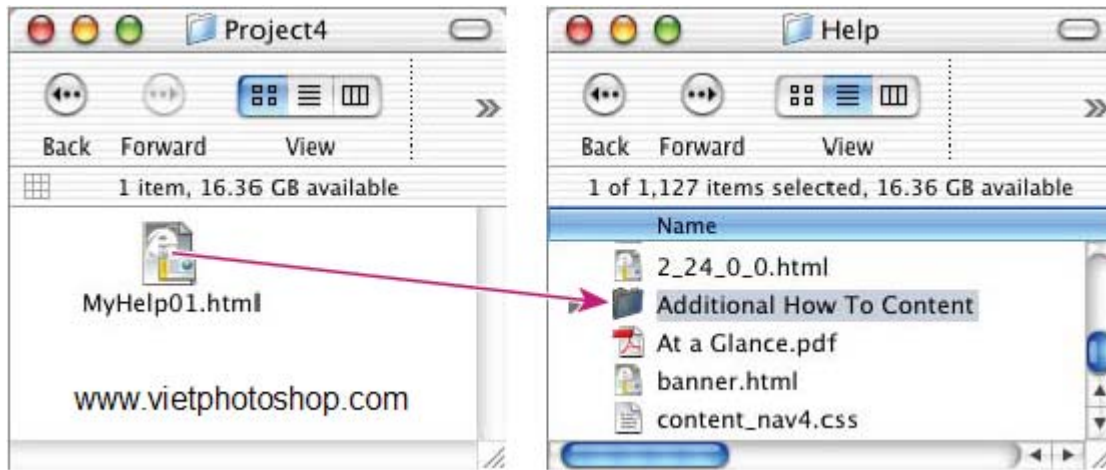 Project4
Back Forward View
1 item, 16.36 GB available
MyHelp01.html
www.vietphotoshop.com
Help
Back Forward View
1 of 1,127 items selected, 16.36 GB available
Name
2_24_0_0.html
Additional How To Content
At a Glance.pdf
banner.html
content_nav4.css